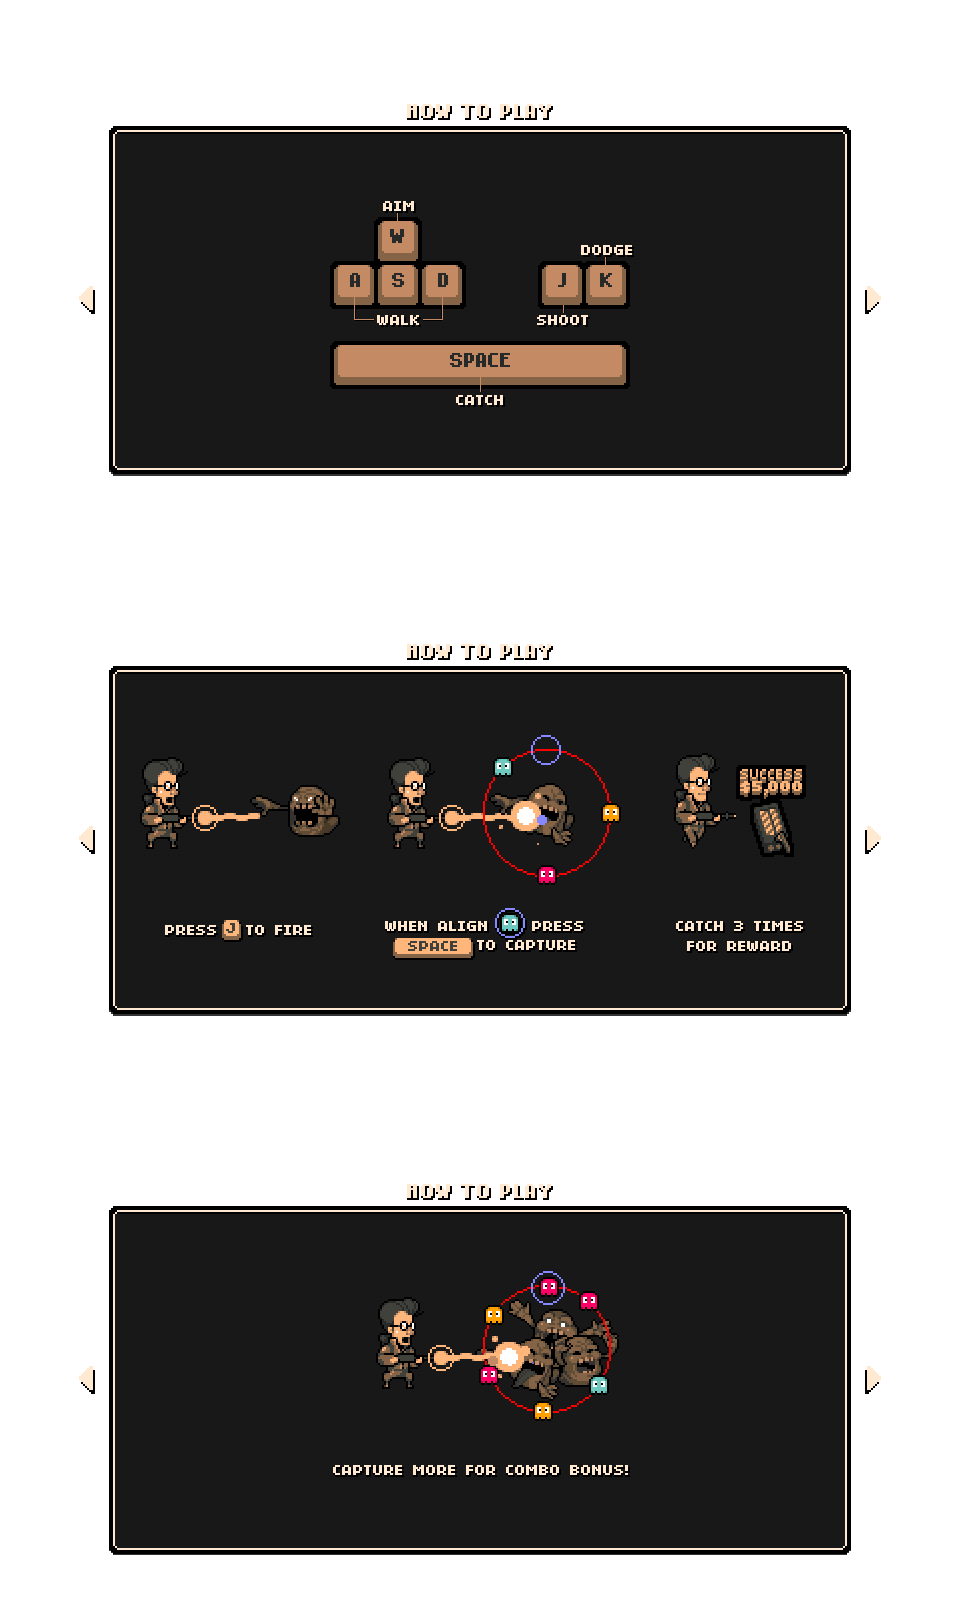 HOW TO PLAY
AIM
W
DODGE
A S D J K
WALK SHOOT
SPACE
CATCH
HOW TO PLAY
SUCCESS
$5,000
PRESS J TO FIRE
WHEN ALIGN PRESS
SPACE TO CAPTURE
CATCH 3 TIMES
FOR REWARD
HOW TO PLAY
CAPTURE MORE FOR COMBO BONUS!